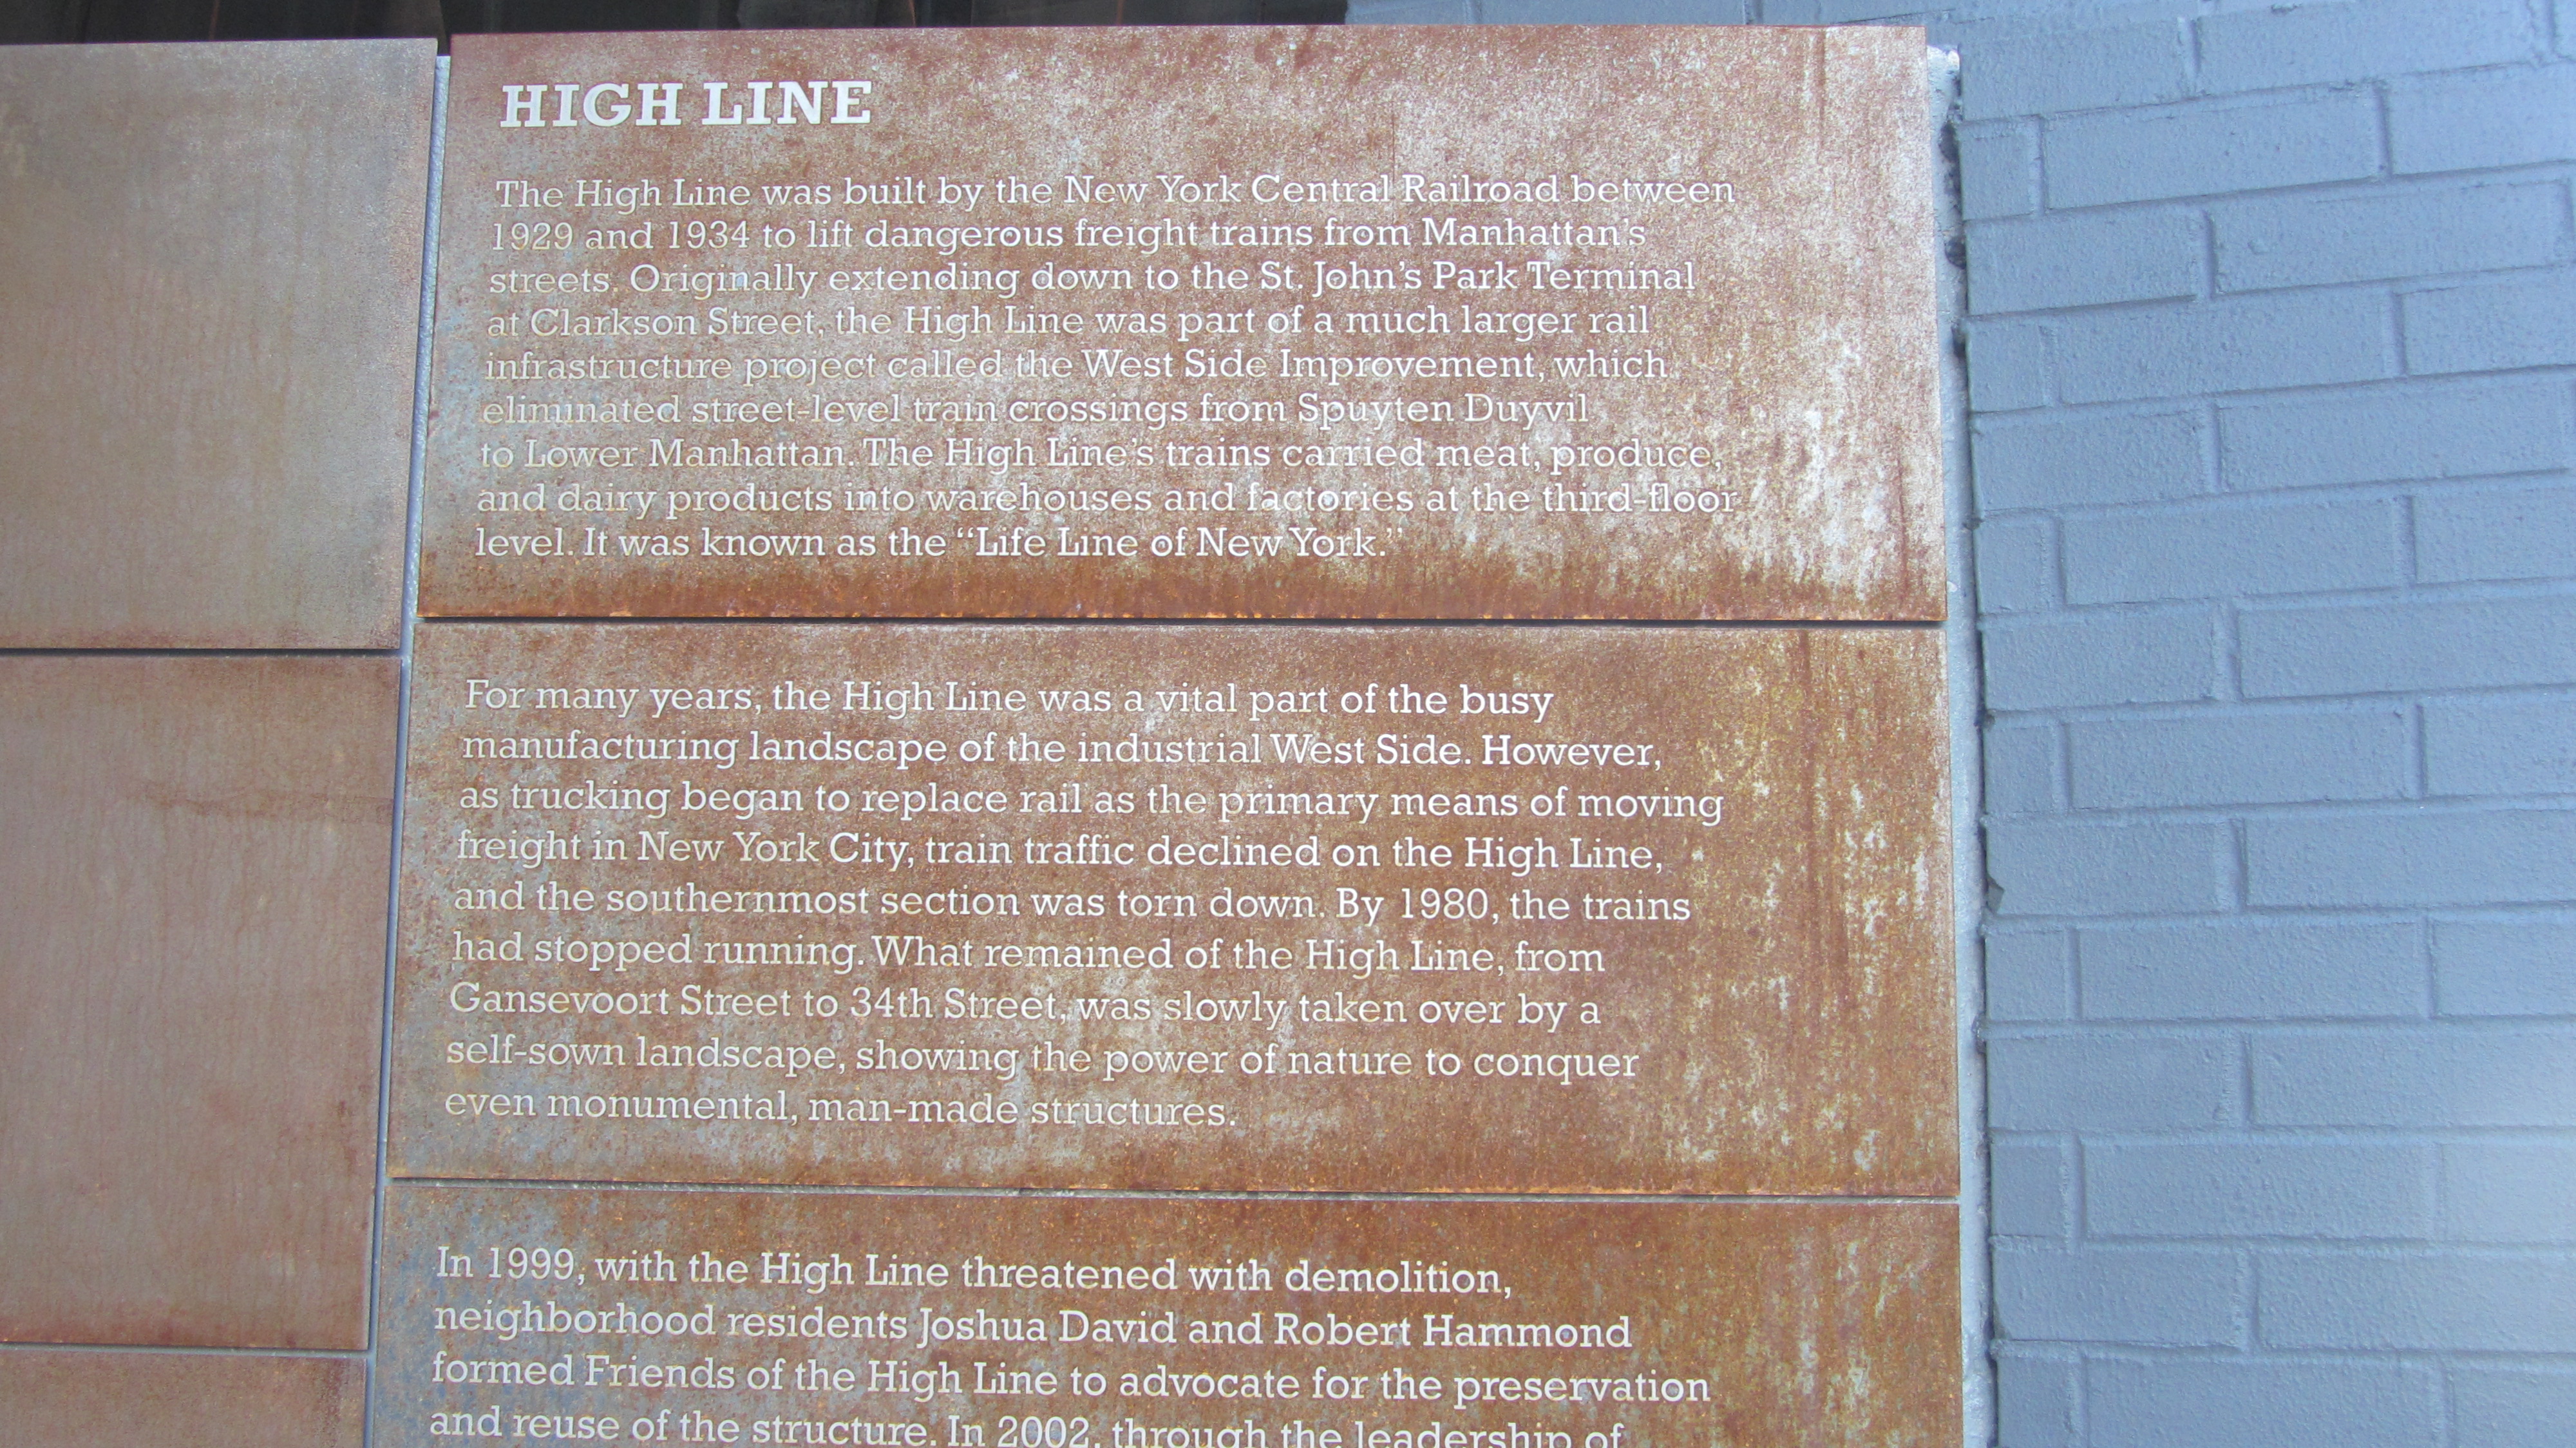 HIGH LINE
The High Line was built by the New York Central Railroad between
1929 and 1934 to lift dangerous freight trains from Manhattan's
streets. Originally extending down to the St. John's Park Terminal
at Clarkson Street, the High Line was part of a much larger rail
infrastructure project called the West Side Improvement, which
eliminated street-level train crossings from Spuyten Duyvil
to Lower Manhattan. The High Line's trains carried meat, produce,
and dairy products into warehouses and factories at the third-floor
level. It was known as the “Life Line of New York.”
For many years, the High Line was a vital part of the busy
manufacturing landscape of the industrial West Side. However,
as trucking began to replace rail as the primary means of moving
freight in New York City, train traffic declined on the High Line,
and the southernmost section was torn down. By 1980, the trains
had stopped running. What remained of the High Line, from
Gansevoort Street to 34th Street, was slowly taken over by a
self-sown landscape, showing the power of nature to conquer
even monumental, man-made structures.
In 1999, with the High Line threatened with demolition,
neighborhood residents Joshua David and Robert Hammond
formed Friends of the High Line to advocate for the preservation
and reuse of the structure. In 2002, through the leadership of